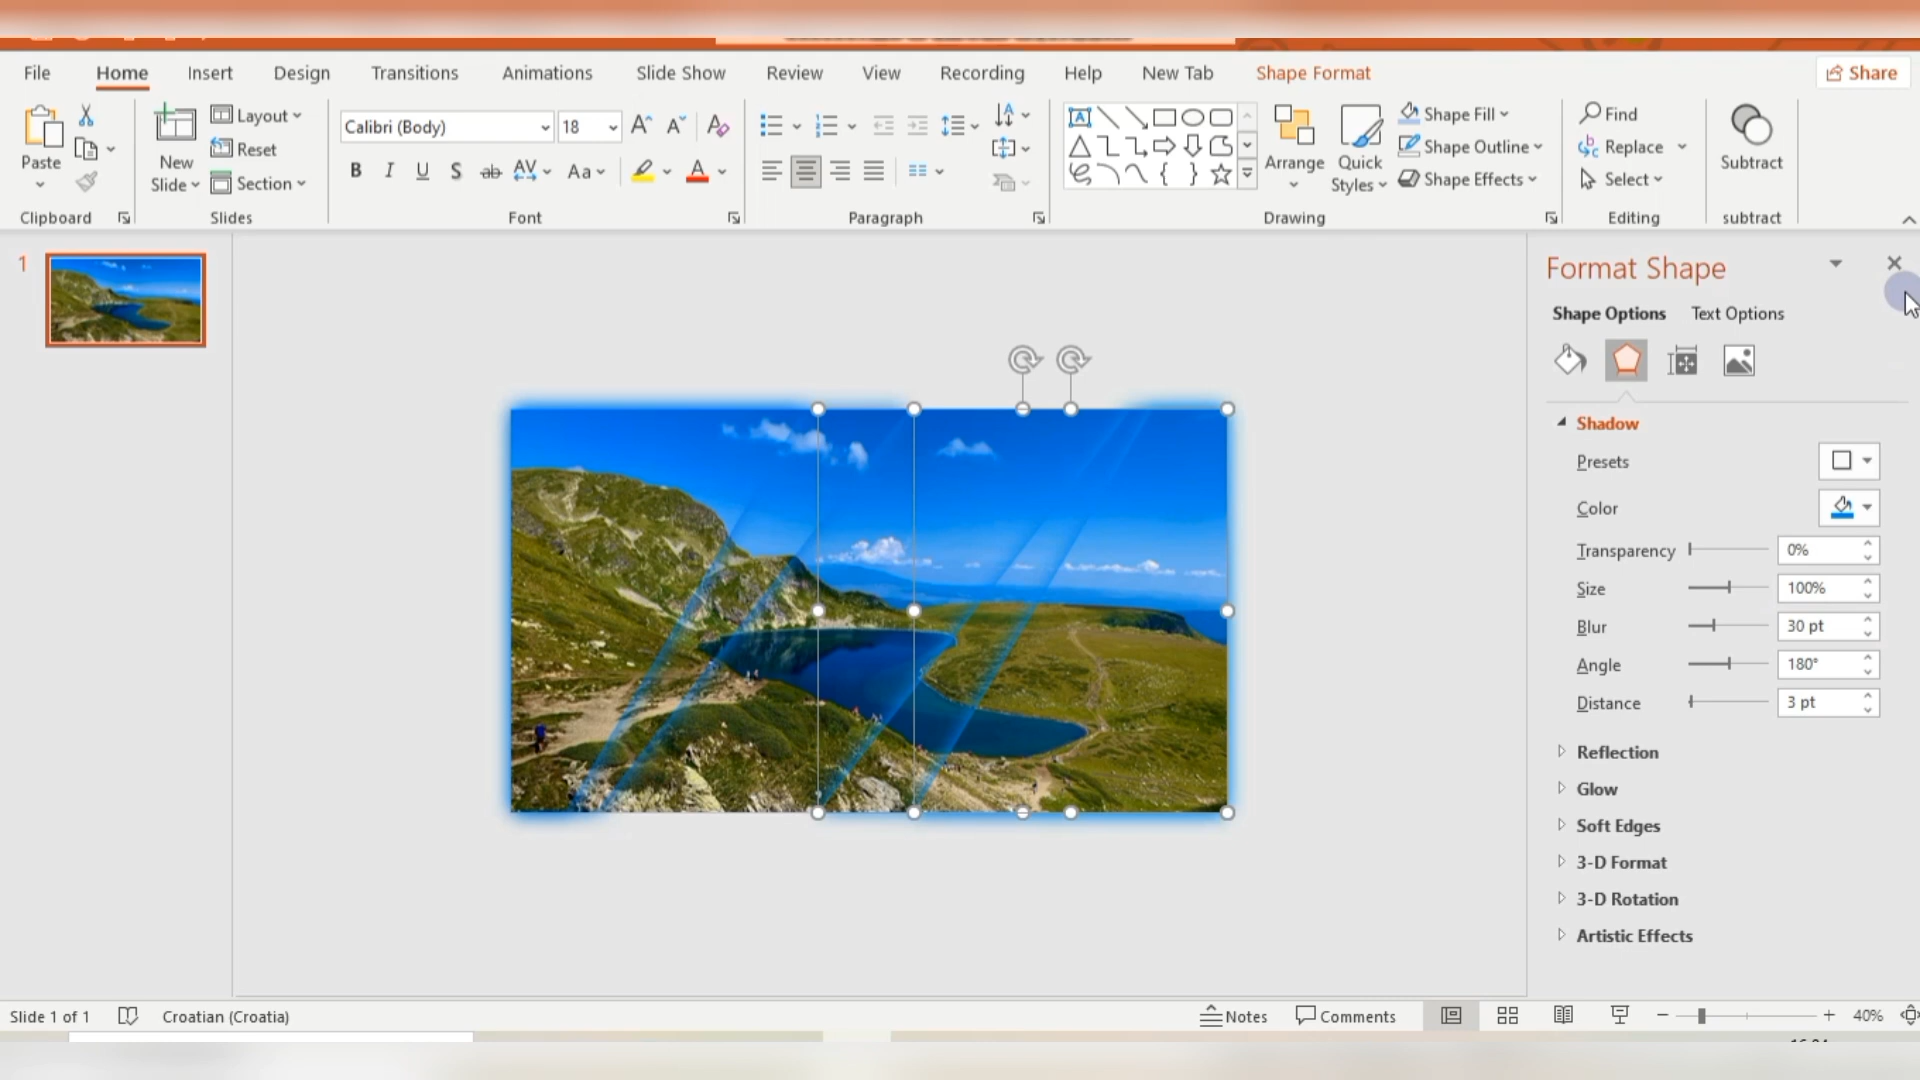 File Home Insert Design Transitions Animations Slide Show Review View Recording Help New Tab Shape Format Share
Paste
New
Slide
Layout
Reset
Section
Calibri (Body) 18
B I U S ab AV Aa A
Arrange
Quick
Styles
Shape Fill
Shape Outline
Shape Effects
Find
Replace
Select
Subtract
Clipboard Slides Font Paragraph Drawing Editing subtract
1
Format Shape
Shape Options Text Options
Shadow
Presets
Color
Transparency 0%
Size 100%
Blur 30 pt
Angle 180°
Distance 3 pt
Reflection
Glow
Soft Edges
3-D Format
3-D Rotation
Artistic Effects
Slide 1 of 1 Croatian (Croatia) Notes Comments 40%